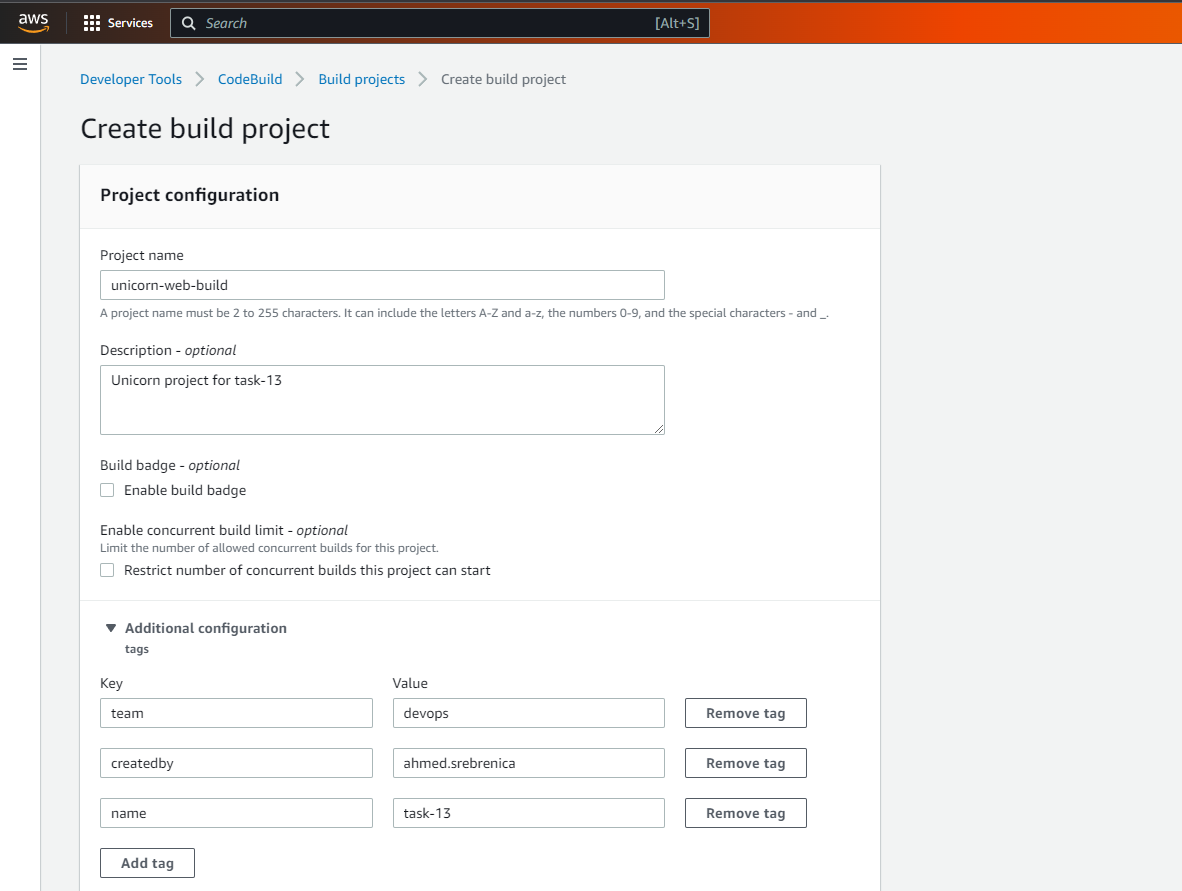 aws Services Search [Alt+S]
Developer Tools CodeBuild Build projects Create build project
Create build project
Project configuration
Project name
unicorn-web-build
A project name must be 2 to 255 characters. It can include the letters A-Z and a-z, the numbers 0-9, and the special characters - and _.
Description - optional
Unicorn project for task-13
Build badge - optional
Enable build badge
Enable concurrent build limit - optional
Limit the number of allowed concurrent builds for this project.
Restrict number of concurrent builds this project can start
Additional configuration
tags
Key Value
team devops Remove tag
createdby ahmed.srebrenica Remove tag
name task-13 Remove tag
Add tag